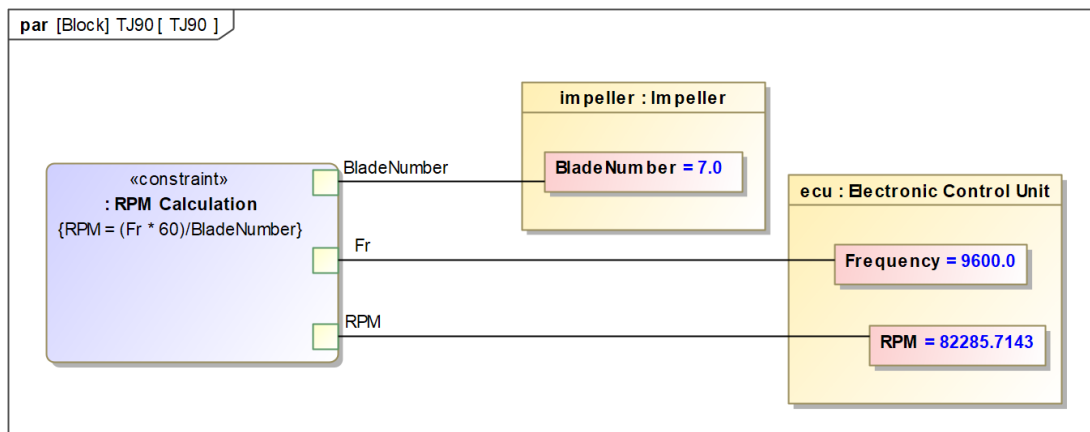 par [Block] TJ90 [ TJ90 ]
impeller : Impeller
BladeNumber = 7.0
BladeNumber
«constraint»
: RPM Calculation
{RPM = (Fr * 60)/BladeNumber}
ecu : Electronic Control Unit
Fr
Frequency = 9600.0
RPM
RPM = 82285.7143